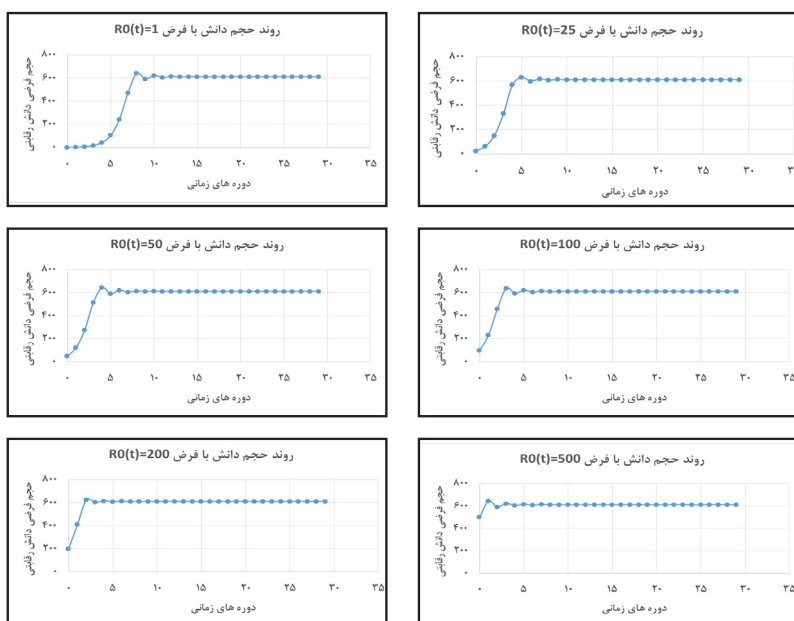 روند حجم دانش با فرض R0(t)=1
حجم فرضی دانش رقابتی
۸۰۰
۶۰۰
۴۰۰
۲۰۰
۰
۰ ۵ ۱۰ ۱۵ ۲۰ ۲۵ ۳۰ ۳۵
دوره های زمانی
روند حجم دانش با فرض R0(t)=25
حجم فرضی دانش رقابتی
۸۰۰
۶۰۰
۴۰۰
۲۰۰
۰
۰ ۵ ۱۰ ۱۵ ۲۰ ۲۵ ۳۰ ۳۵
دوره های زمانی
روند حجم دانش با فرض R0(t)=50
حجم فرضی دانش رقابتی
۸۰۰
۶۰۰
۴۰۰
۲۰۰
۰
۰ ۵ ۱۰ ۱۵ ۲۰ ۲۵ ۳۰ ۳۵
دوره های زمانی
روند حجم دانش با فرض R0(t)=100
حجم فرضی دانش رقابتی
۸۰۰
۶۰۰
۴۰۰
۲۰۰
۰
۰ ۵ ۱۰ ۱۵ ۲۰ ۲۵ ۳۰ ۳۵
دوره های زمانی
روند حجم دانش با فرض R0(t)=200
حجم فرضی دانش رقابتی
۸۰۰
۶۰۰
۴۰۰
۲۰۰
۰
۰ ۵ ۱۰ ۱۵ ۲۰ ۲۵ ۳۰ ۳۵
دوره های زمانی
روند حجم دانش با فرض R0(t)=500
حجم فرضی دانش رقابتی
۸۰۰
۶۰۰
۴۰۰
۲۰۰
۰
۰ ۵ ۱۰ ۱۵ ۲۰ ۲۵ ۳۰ ۳۵
دوره های زمانی